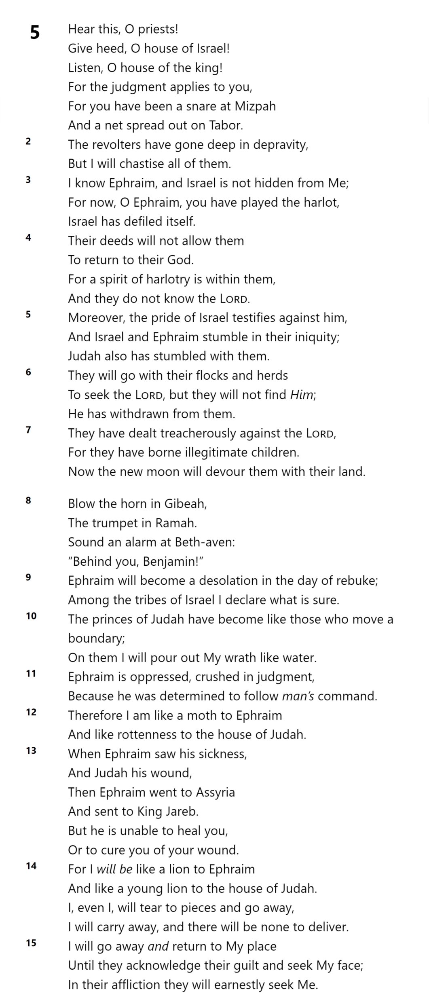 5 Hear this, O priests!
Give heed, O house of Israel!
Listen, O house of the king!
For the judgment applies to you,
For you have been a snare at Mizpah
And a net spread out on Tabor.
2 The revolters have gone deep in depravity,
But I will chastise all of them.
3 I know Ephraim, and Israel is not hidden from Me;
For now, O Ephraim, you have played the harlot,
Israel has defiled itself.
4 Their deeds will not allow them
To return to their God.
For a spirit of harlotry is within them,
And they do not know the LORD.
5 Moreover, the pride of Israel testifies against him,
And Israel and Ephraim stumble in their iniquity;
Judah also has stumbled with them.
6 They will go with their flocks and herds
To seek the LORD, but they will not find Him;
He has withdrawn from them.
7 They have dealt treacherously against the LORD,
For they have borne illegitimate children.
Now the new moon will devour them with their land.
8 Blow the horn in Gibeah,
The trumpet in Ramah.
Sound an alarm at Beth-aven:
“Behind you, Benjamin!”
9 Ephraim will become a desolation in the day of rebuke;
Among the tribes of Israel I declare what is sure.
10 The princes of Judah have become like those who move a
boundary;
On them I will pour out My wrath like water.
11 Ephraim is oppressed, crushed in judgment,
Because he was determined to follow man’s command.
12 Therefore I am like a moth to Ephraim
And like rottenness to the house of Judah.
13 When Ephraim saw his sickness,
And Judah his wound,
Then Ephraim went to Assyria
And sent to King Jareb.
But he is unable to heal you,
Or to cure you of your wound.
14 For I will be like a lion to Ephraim
And like a young lion to the house of Judah.
I, even I, will tear to pieces and go away,
I will carry away, and there will be none to deliver.
15 I will go away and return to My place
Until they acknowledge their guilt and seek My face;
In their affliction they will earnestly seek Me.